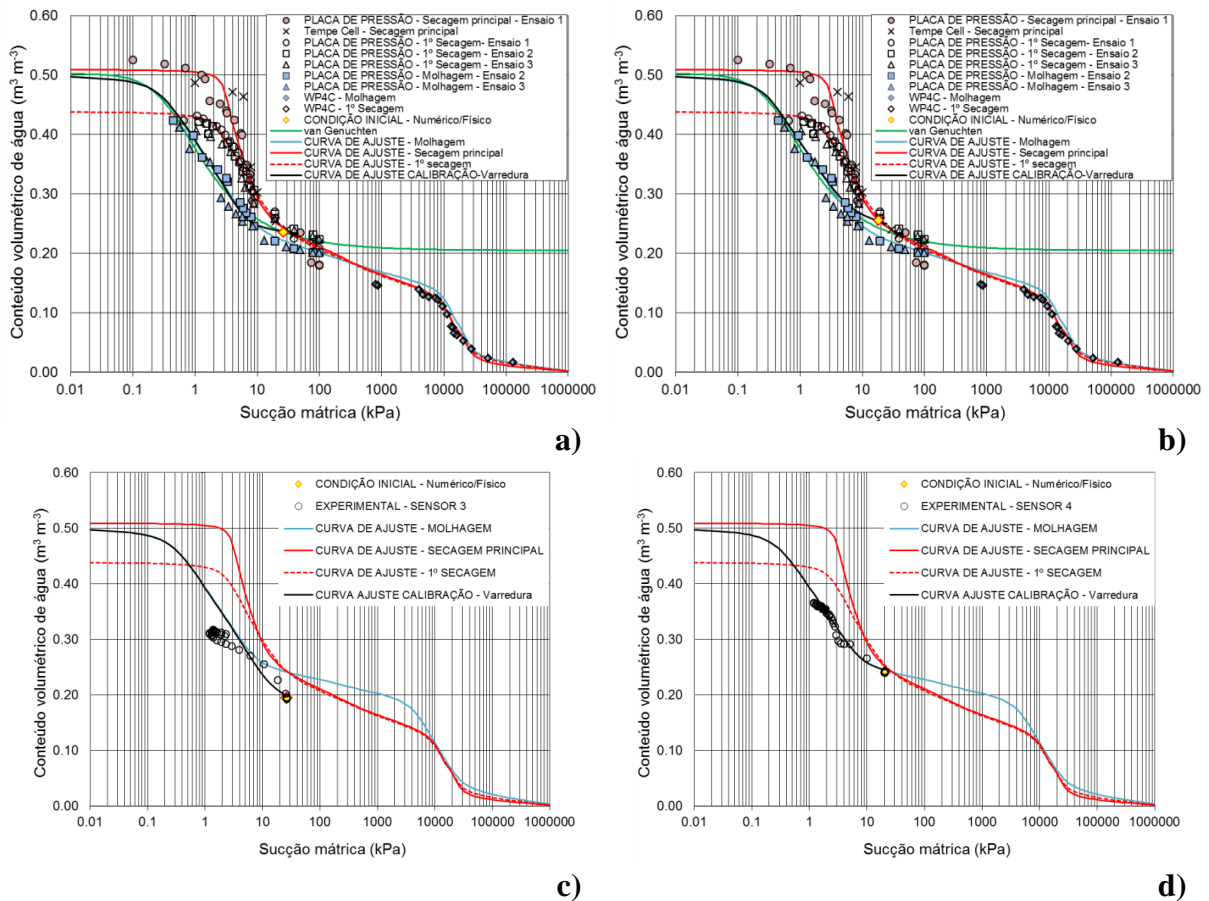 0.60
0.50
0.40
0.30
0.20
0.10
0.00
Conteúdo volumétrico de água (m³ m⁻³)
PLACA DE PRESSÃO - Secagem principal - Ensaio 1
Tempe Cell - Secagem principal
PLACA DE PRESSÃO - 1º Secagem- Ensaio 1
PLACA DE PRESSÃO - 1º Secagem - Ensaio 2
PLACA DE PRESSÃO - 1º Secagem - Ensaio 3
PLACA DE PRESSÃO - Molhagem - Ensaio 2
PLACA DE PRESSÃO - Molhagem - Ensaio 3
WP4C - Molhagem
WP4C - 1º Secagem
CONDIÇÃO INICIAL - Numérico/Físico
van Genuchten
CURVA DE AJUSTE - Molhagem
CURVA DE AJUSTE - Secagem principal
CURVA DE AJUSTE - 1º secagem
CURVA DE AJUSTE CALIBRAÇÃO-Varredura
0.01 0.1 1 10 100 1000 10000 100000 1000000
Sucção mátrica (kPa)
a)
0.60
0.50
0.40
0.30
0.20
0.10
0.00
Conteúdo volumétrico de água (m³ m⁻³)
PLACA DE PRESSÃO - Secagem principal - Ensaio 1
Tempe Cell - Secagem principal
PLACA DE PRESSÃO - 1º Secagem- Ensaio 1
PLACA DE PRESSÃO - 1º Secagem - Ensaio 2
PLACA DE PRESSÃO - 1º Secagem - Ensaio 3
PLACA DE PRESSÃO - Molhagem - Ensaio 2
PLACA DE PRESSÃO - Molhagem - Ensaio 3
WP4C - Molhagem
WP4C - 1º Secagem
CONDIÇÃO INICIAL - Numérico/Físico
van Genuchten
CURVA DE AJUSTE - Molhagem
CURVA DE AJUSTE - Secagem principal
CURVA DE AJUSTE - 1º secagem
CURVA DE AJUSTE CALIBRAÇÃO-Varredura
0.01 0.1 1 10 100 1000 10000 100000 1000000
Sucção mátrica (kPa)
b)
0.60
0.50
0.40
0.30
0.20
0.10
0.00
Conteúdo volumétrico de água (m³ m⁻³)
CONDIÇÃO INICIAL - Numérico/Físico
EXPERIMENTAL - SENSOR 3
CURVA DE AJUSTE - MOLHAGEM
CURVA DE AJUSTE - SECAGEM PRINCIPAL
CURVA DE AJUSTE - 1º SECAGEM
CURVA AJUSTE CALIBRAÇÃO - Varredura
0.01 0.1 1 10 100 1000 10000 100000 1000000
Sucção mátrica (kPa)
c)
0.60
0.50
0.40
0.30
0.20
0.10
0.00
Conteúdo volumétrico de água (m³ m⁻³)
CONDIÇÃO INICIAL - Numérico/Físico
EXPERIMENTAL - SENSOR 4
CURVA DE AJUSTE - MOLHAGEM
CURVA DE AJUSTE - SECAGEM PRINCIPAL
CURVA DE AJUSTE - 1º SECAGEM
CURVA AJUSTE CALIBRAÇÃO - Varredura
0.01 0.1 1 10 100 1000 10000 100000 1000000
Sucção mátrica (kPa)
d)